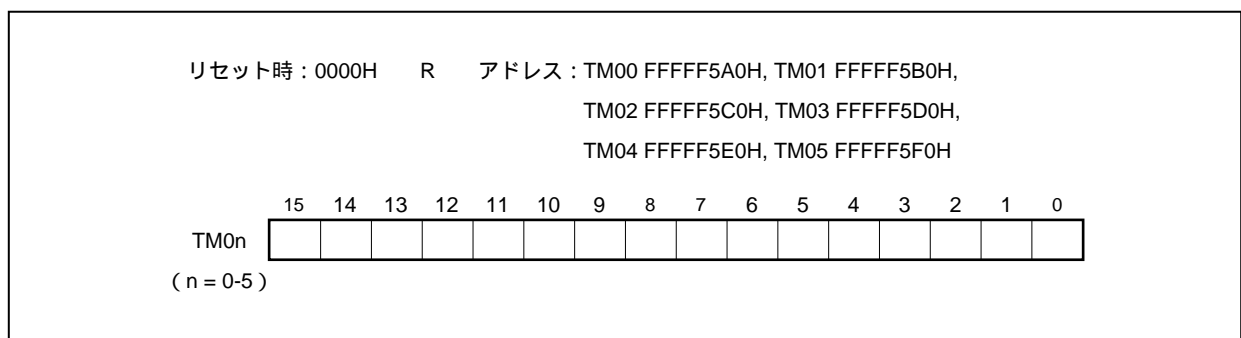 リセット時：0000H R アドレス：TM00 FFFFF5A0H, TM01 FFFFF5B0H,
TM02 FFFFF5C0H, TM03 FFFFF5D0H,
TM04 FFFFF5E0H, TM05 FFFFF5F0H
15 14 13 12 11 10 9 8 7 6 5 4 3 2 1 0
TM0n
（n = 0-5）